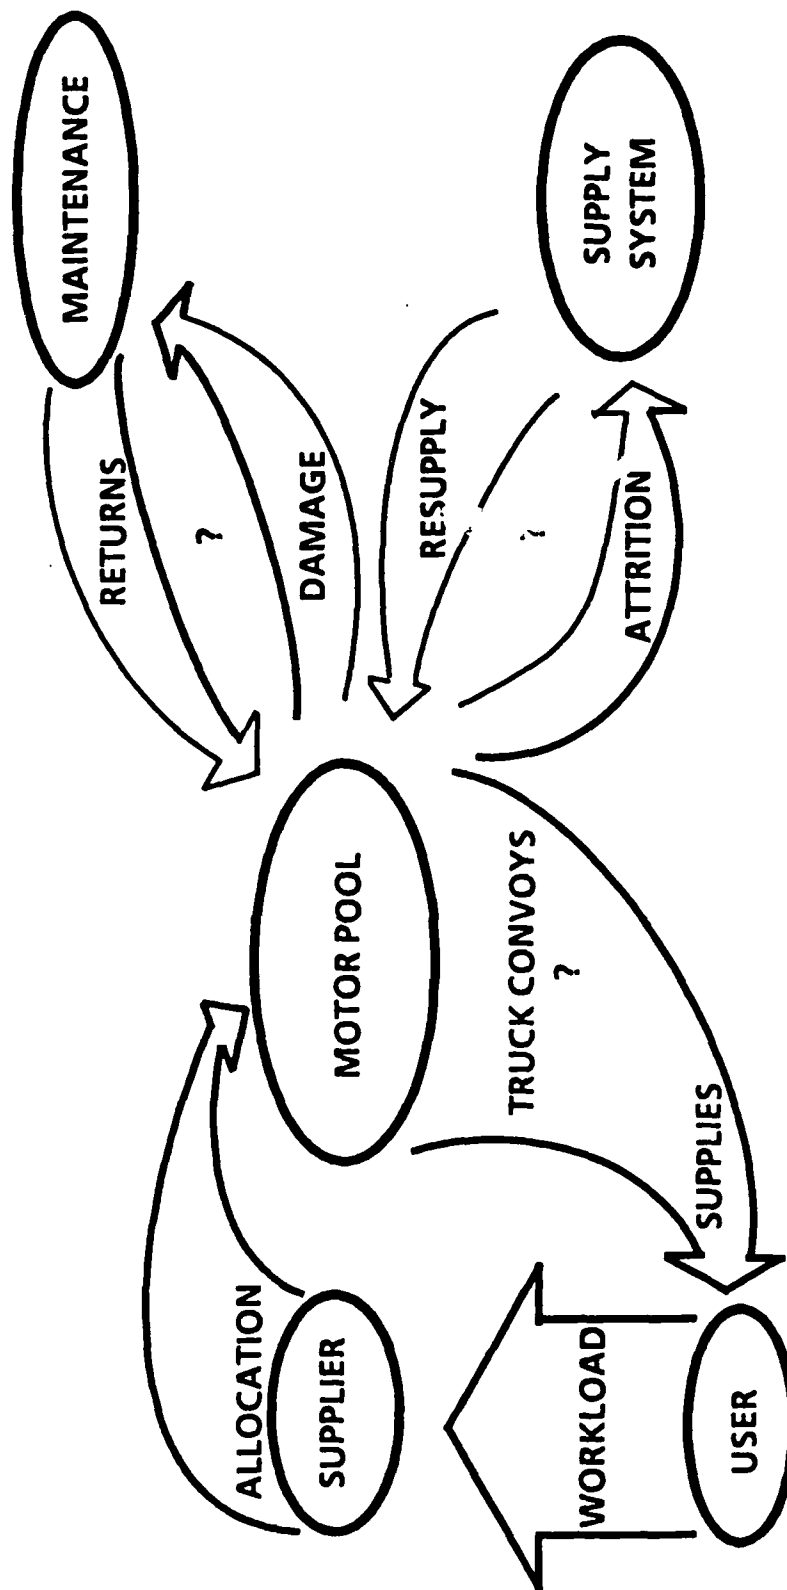 MAINTENANCE
RETURNS
?
DAMAGE
RESUPPLY
?
ATTRITION
SUPPLY
SYSTEM
MOTOR POOL
TRUCK CONVOYS
?
SUPPLIES
ALLOCATION
SUPPLIER
WORKLOAD
USER